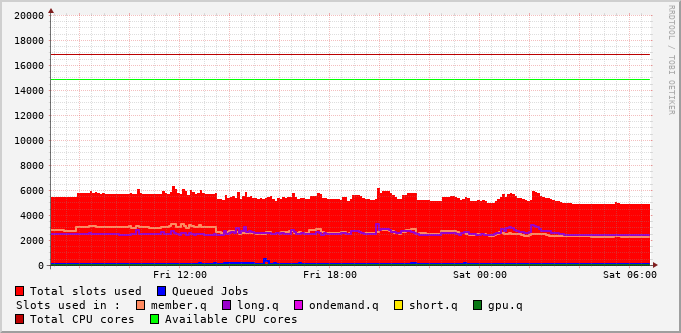 20000
18000
16000
14000
12000
10000
8000
6000
4000
2000
0
Fri 12:00 Fri 18:00 Sat 00:00 Sat 06:00
RRDTOOL / TOBI OETIKER
Total slots used Queued Jobs
Slots used in : member.q long.q ondemand.q short.q gpu.q
Total CPU cores Available CPU cores